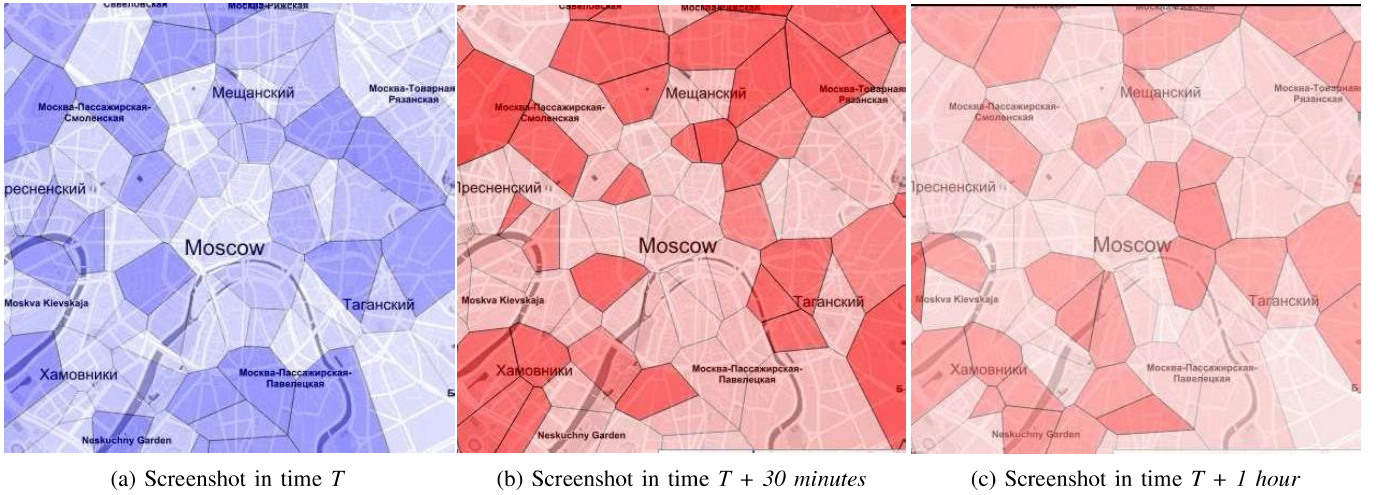 Савеловская
Москва-Рижская
Мещанский
Москва-Товарная
Рязанская
Москва-Пассажирская-
Смоленская
ресненский
Moscow
Moskva Kievskaja
Таганский
Хамовники
Москва-Пассажирская-
Павелецкая
Б
Neskuchny Garden
(a) Screenshot in time T
Савеловская
Москва-Рижская
Мещанский
Москва-Товарная
Рязанская
Москва-Пассажирская-
Смоленская
Пресненский
Moscow
Moskva Kievskaja
Таганский
Хамовники
Москва-Пассажирская-
Павелецкая
Б-
Neskuchny Garden
(b) Screenshot in time T + 30 minutes
Мещанский
Москва-Товарная
Рязанская
Москва-Пассажирская-
Смоленская
Пресненский
Moscow
Moskva Kievskaja
Таганский
Хамовники
Москва-Пассажирская-
Павелецкая
Б
Neskuchny Garden
(c) Screenshot in time T + 1 hour